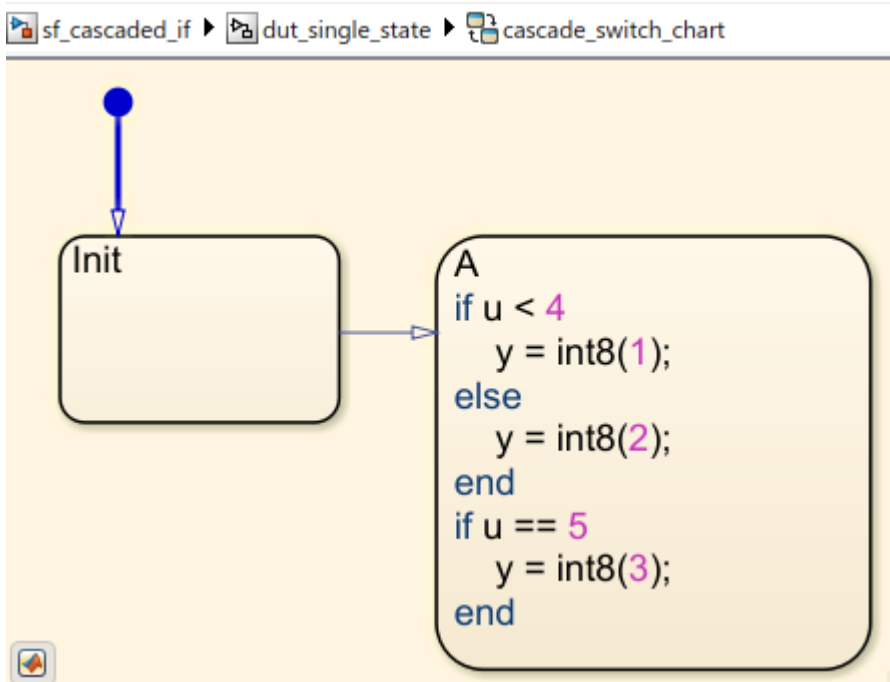 sf_cascaded_if dut_single_state cascade_switch_chart
Init
A
if u < 4
y = int8(1);
else
y = int8(2);
end
if u == 5
y = int8(3);
end